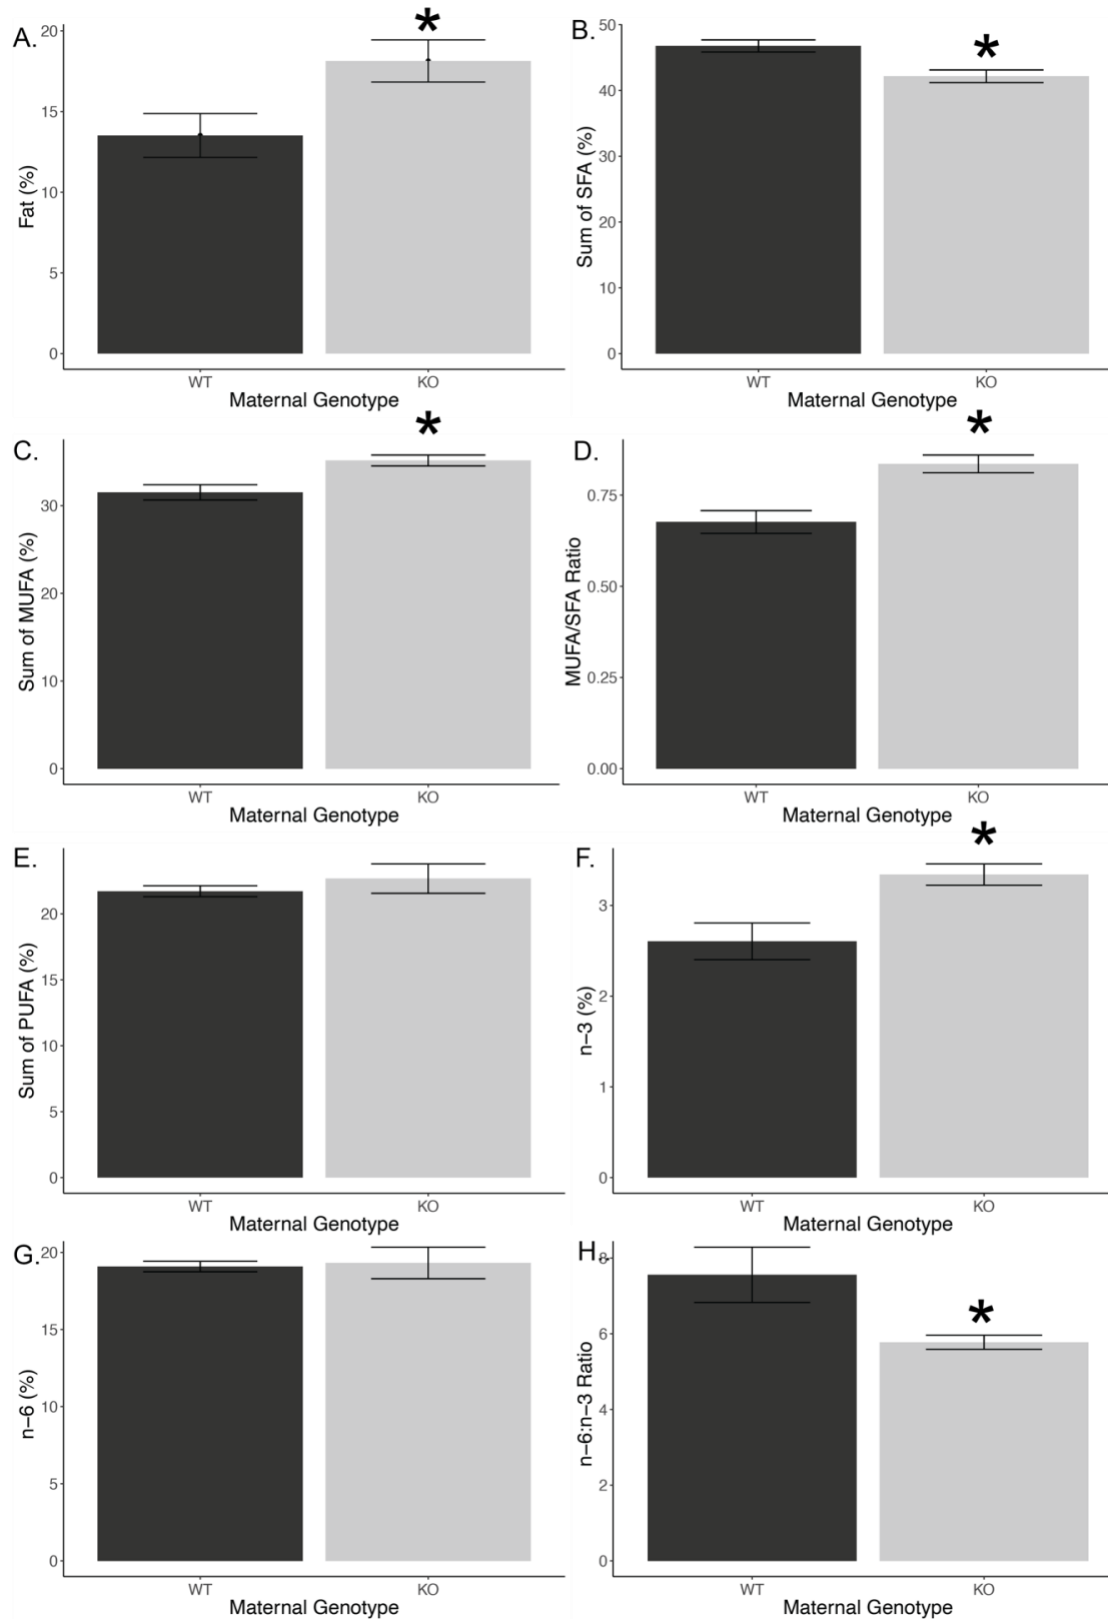 A.
*
20
15
10
5
0
Fat (%)
WT
KO
Maternal Genotype
B.
*
50
40
30
20
10
0
Sum of SFA (%)
WT
KO
Maternal Genotype
C.
*
30
20
10
0
Sum of MUFA (%)
WT
KO
Maternal Genotype
D.
*
0.75
0.50
0.25
0.00
MUFA/SFA Ratio
WT
KO
Maternal Genotype
E.
20
15
10
5
0
Sum of PUFA (%)
WT
KO
Maternal Genotype
F.
*
3
2
1
0
n−3 (%)
WT
KO
Maternal Genotype
G.
20
15
10
5
0
n−6 (%)
WT
KO
Maternal Genotype
H.
*
8
6
4
2
0
n−6:n−3 Ratio
WT
KO
Maternal Genotype